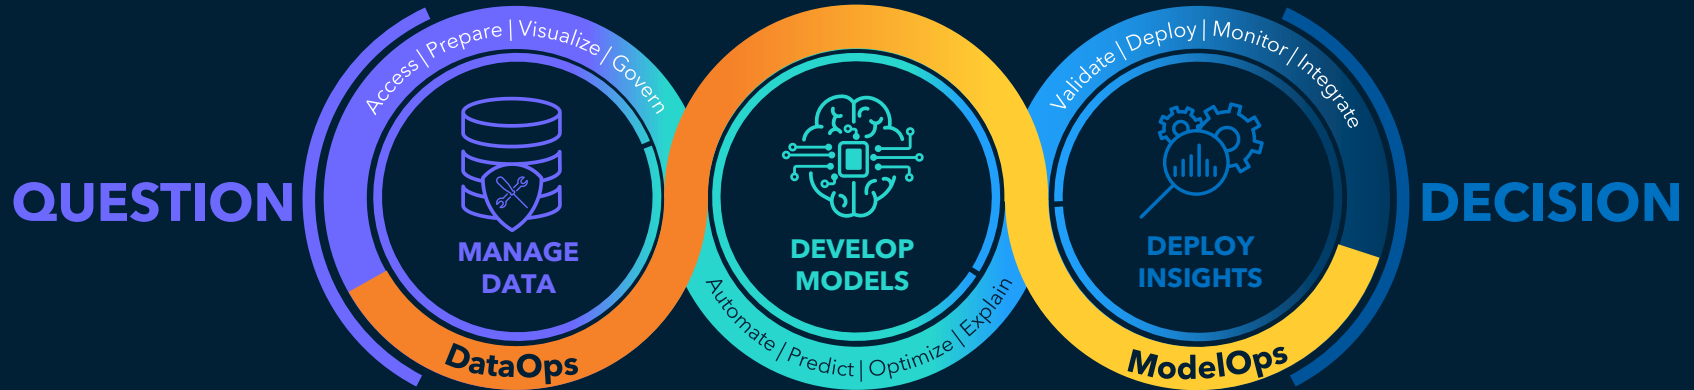 QUESTION
Access | Prepare | Visualize | Govern
MANAGE
DATA
DataOps
DEVELOP
MODELS
Automate | Predict | Optimize | Explain
Validate | Deploy | Monitor | Integrate
DEPLOY
INSIGHTS
ModelOps
DECISION